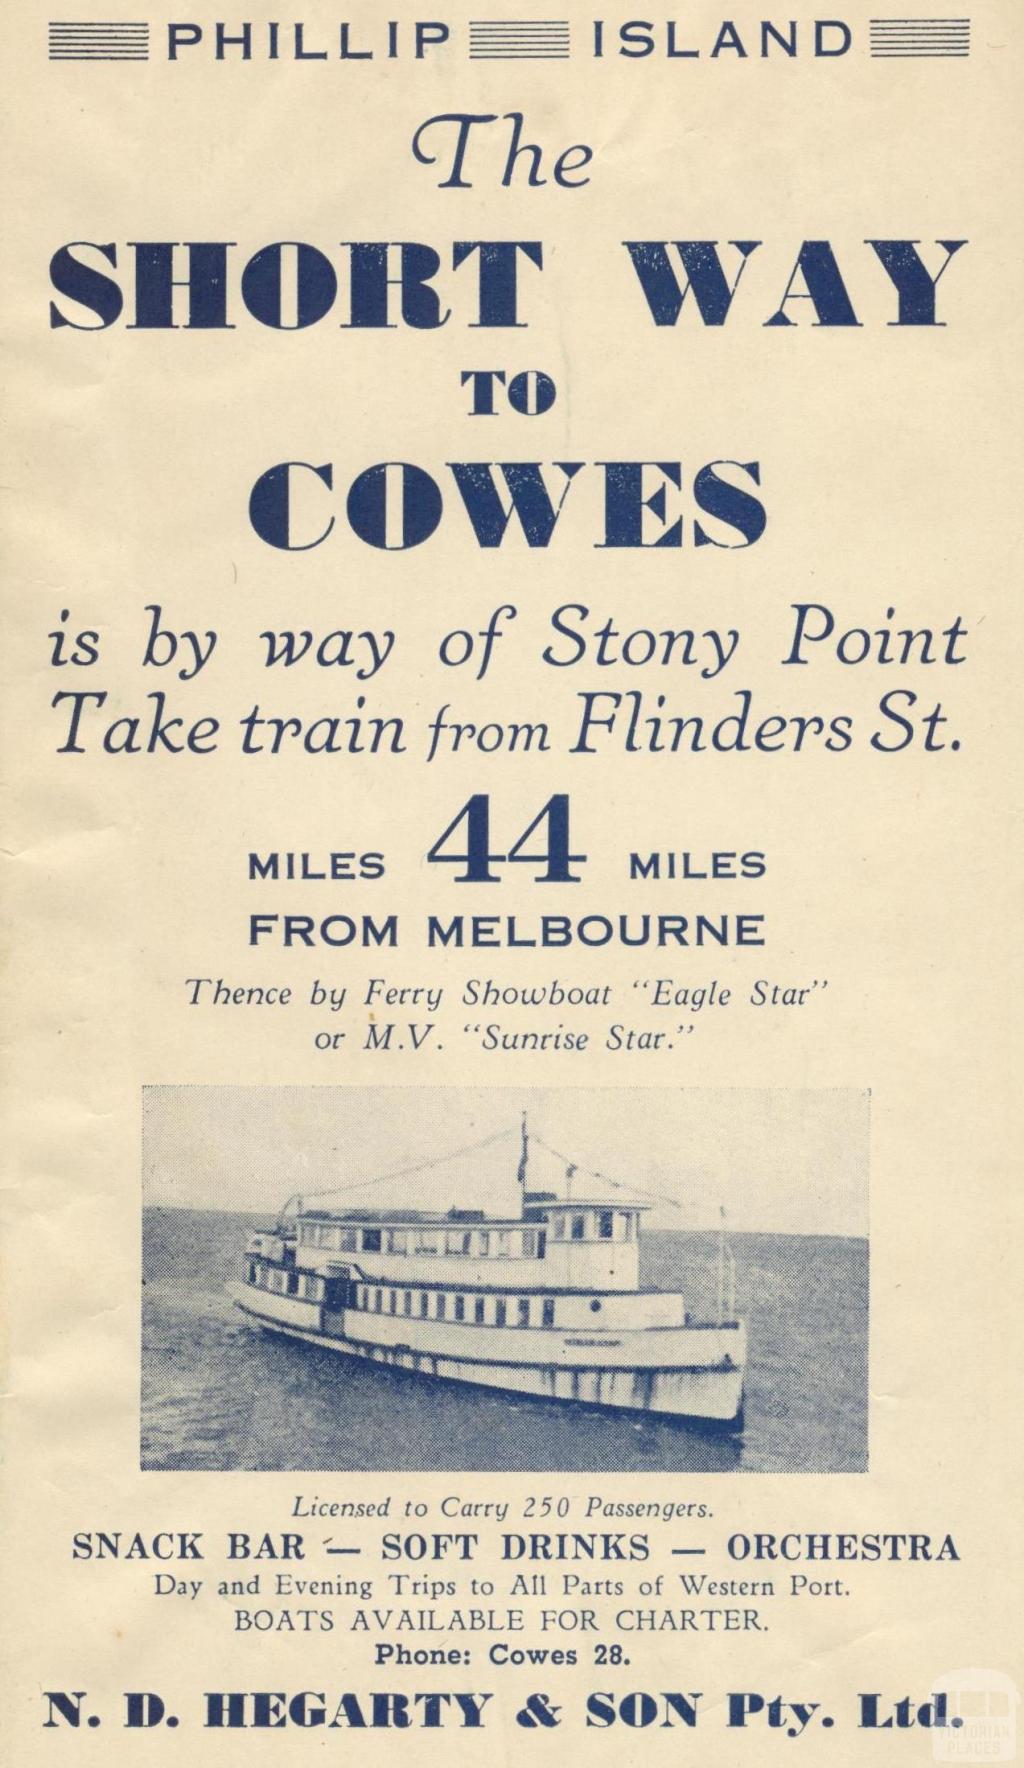 PHILLIP ISLAND
The
SHORT WAY
TO
COWES
is by way of Stony Point
Take train from Flinders St.
MILES 44 MILES
FROM MELBOURNE
Thence by Ferry Showboat "Eagle Star"
or M.V. "Sunrise Star."
Licensed to Carry 250 Passengers.
SNACK BAR — SOFT DRINKS — ORCHESTRA
Day and Evening Trips to All Parts of Western Port.
BOATS AVAILABLE FOR CHARTER.
Phone: Cowes 28.
N. D. HEGARTY & SON Pty. Ltd.
VICTORIAN
PLACES